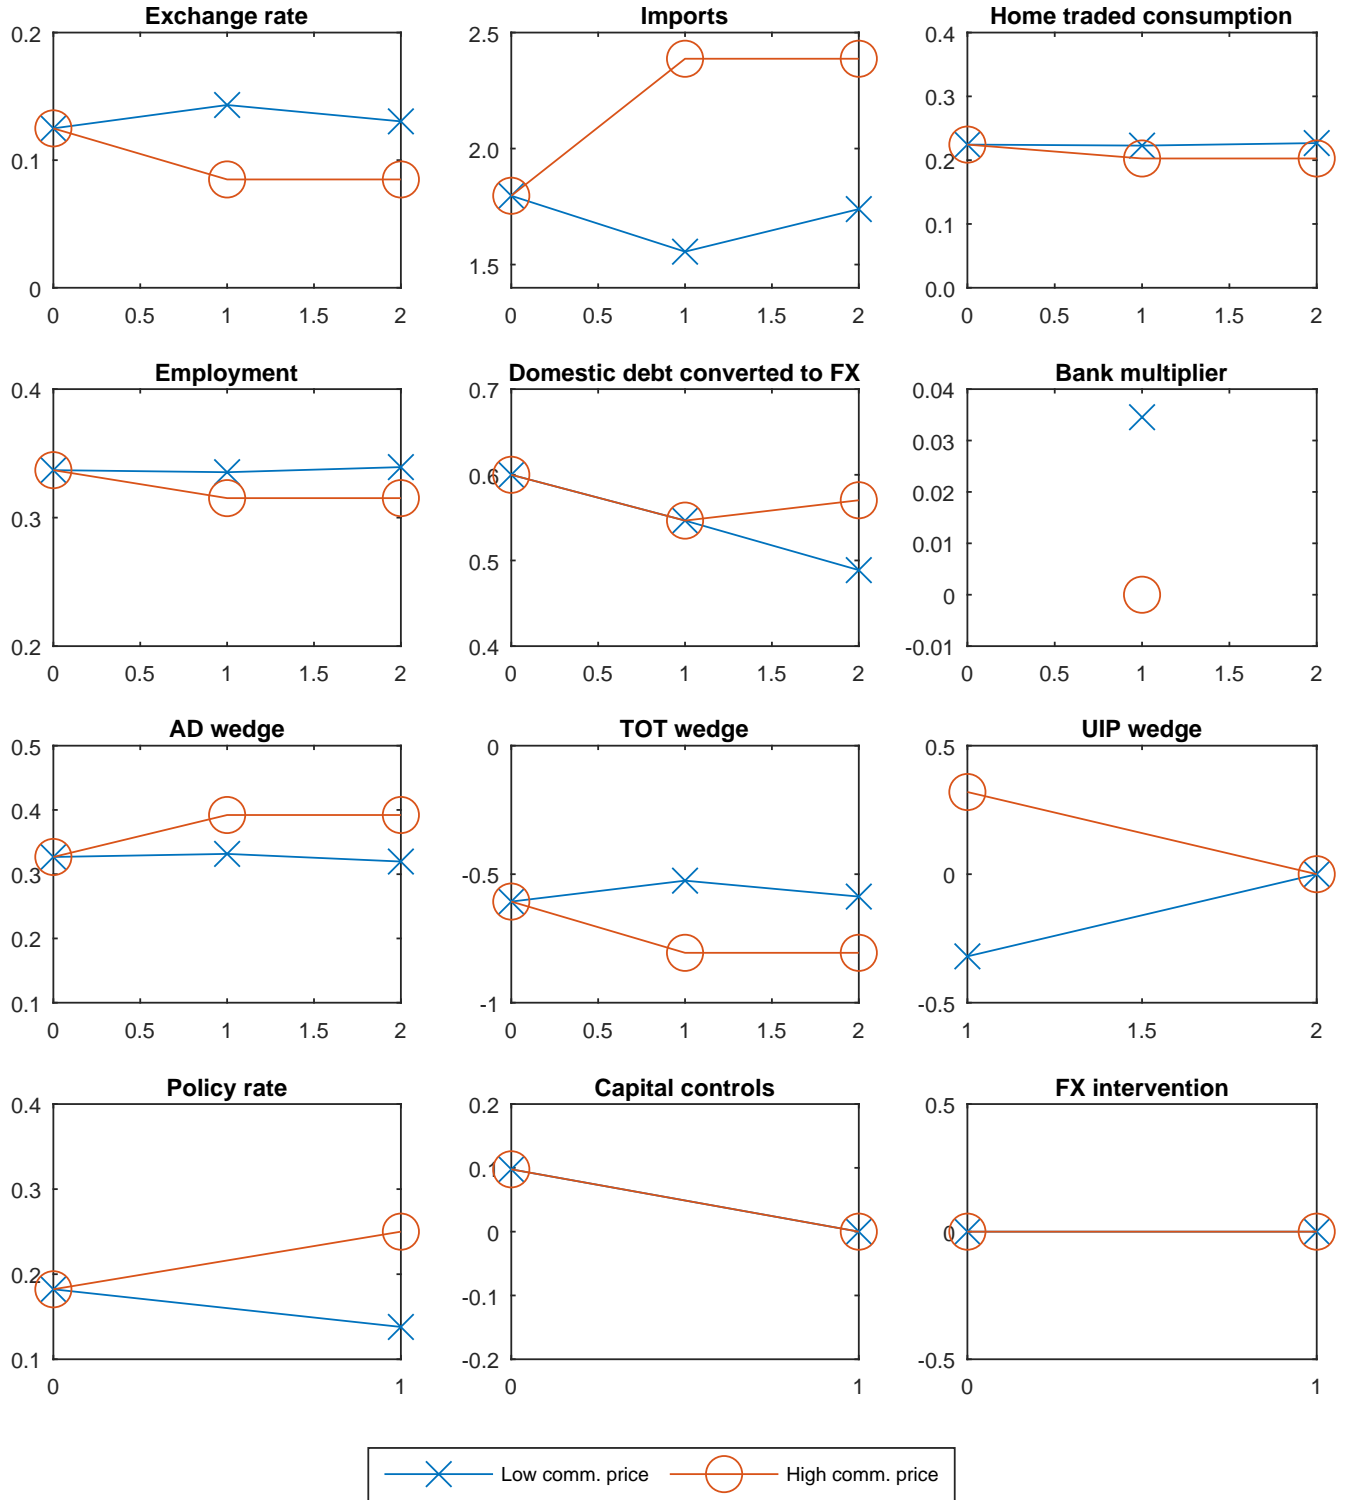 Exchange rate
0.2
0.1
0
0 0.5 1 1.5 2
Imports
2.5
2.0
1.5
0 0.5 1 1.5 2
Home traded consumption
0.4
0.3
0.2
0.1
0.0
0 0.5 1 1.5 2
Employment
0.4
0.3
0.2
0 0.5 1 1.5 2
Domestic debt converted to FX
0.7
0.6
0.5
0.4
0 0.5 1 1.5 2
Bank multiplier
0.04
0.03
0.02
0.01
0
-0.01
0 0.5 1 1.5 2
AD wedge
0.5
0.4
0.3
0.2
0.1
0 0.5 1 1.5 2
TOT wedge
0
-0.5
-1
0 0.5 1 1.5 2
UIP wedge
0.5
0
-0.5
1 1.5 2
Policy rate
0.4
0.3
0.2
0.1
0 1
Capital controls
0.2
0.1
0
-0.1
-0.2
0 1
FX intervention
0.5
0
-0.5
0 1
Low comm. price High comm. price